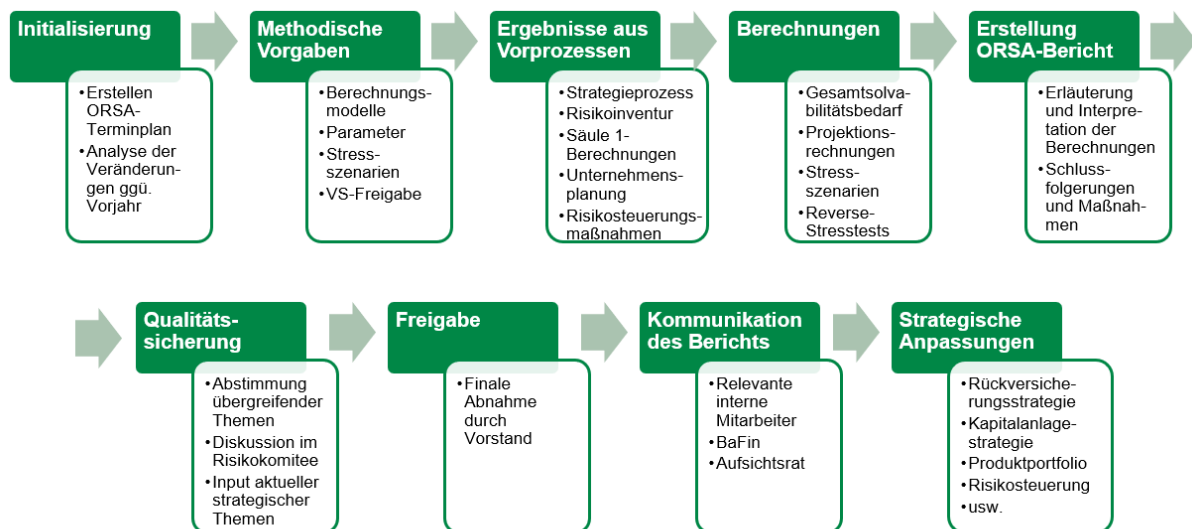 Initialisierung
•Erstellen
ORSA-
Terminplan
•Analyse der
Veränderun-
gen ggü.
Vorjahr
Methodische
Vorgaben
•Berechnungs-
modelle
•Parameter
•Stress-
szenarien
•VS-Freigabe
Ergebnisse aus
Vorprozessen
•Strategieprozess
•Risikoinventur
•Säule 1-
Berechnungen
•Unternehmens-
planung
•Risikosteuerungs-
maßnahmen
Berechnungen
•Gesamtsolva-
bilitätsbedarf
•Projektions-
rechnungen
•Stress-
szenarien
•Reverse-
Stresstests
Erstellung
ORSA-Bericht
•Erläuterung
und Interpre-
tation der
Berechnungen
•Schluss-
folgerungen
und Maßnah-
men
Qualitäts-
sicherung
•Abstimmung
übergreifender
Themen
•Diskussion im
Risikokomitee
•Input aktueller
strategischer
Themen
Freigabe
•Finale
Abnahme
durch
Vorstand
Kommunikation
des Berichts
•Relevante
interne
Mitarbeiter
•BaFin
•Aufsichtsrat
Strategische
Anpassungen
•Rückversiche-
rungsstrategie
•Kapitalanlage-
strategie
•Produktportfolio
•Risikosteuerung
•usw.